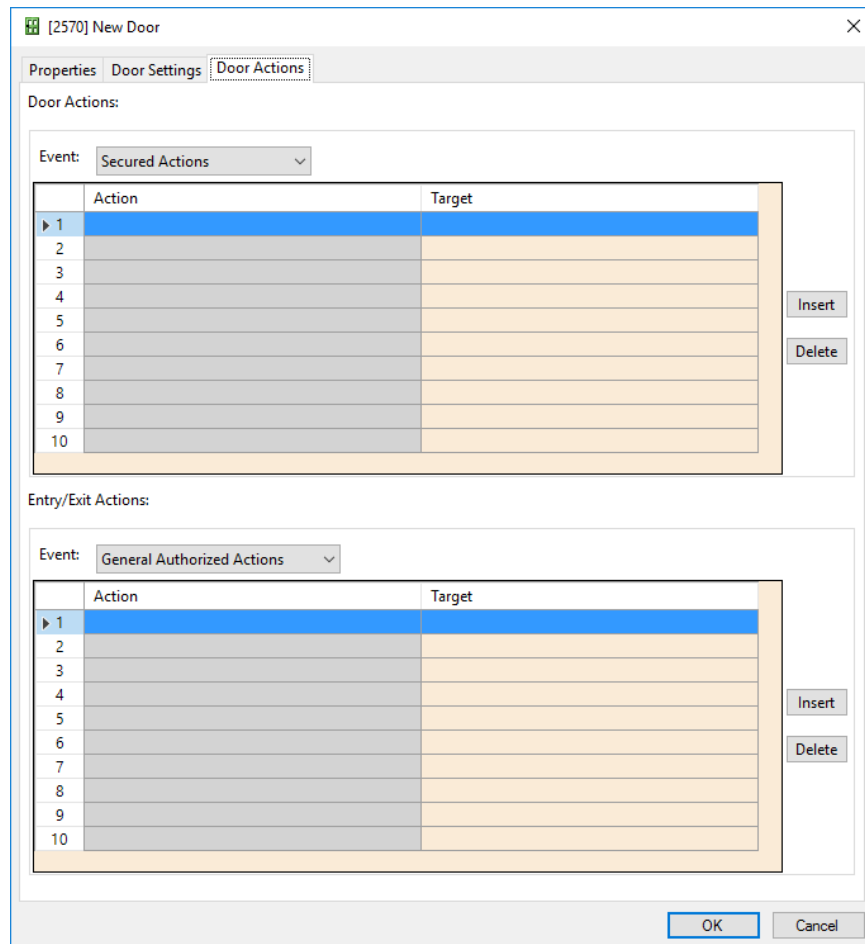 [2570] New Door
Properties Door Settings Door Actions
Door Actions:
Event: Secured Actions
Action Target
1
2
3
4
5
6
7
8
9
10
Insert
Delete
Entry/Exit Actions:
Event: General Authorized Actions
Action Target
1
2
3
4
5
6
7
8
9
10
Insert
Delete
OK Cancel